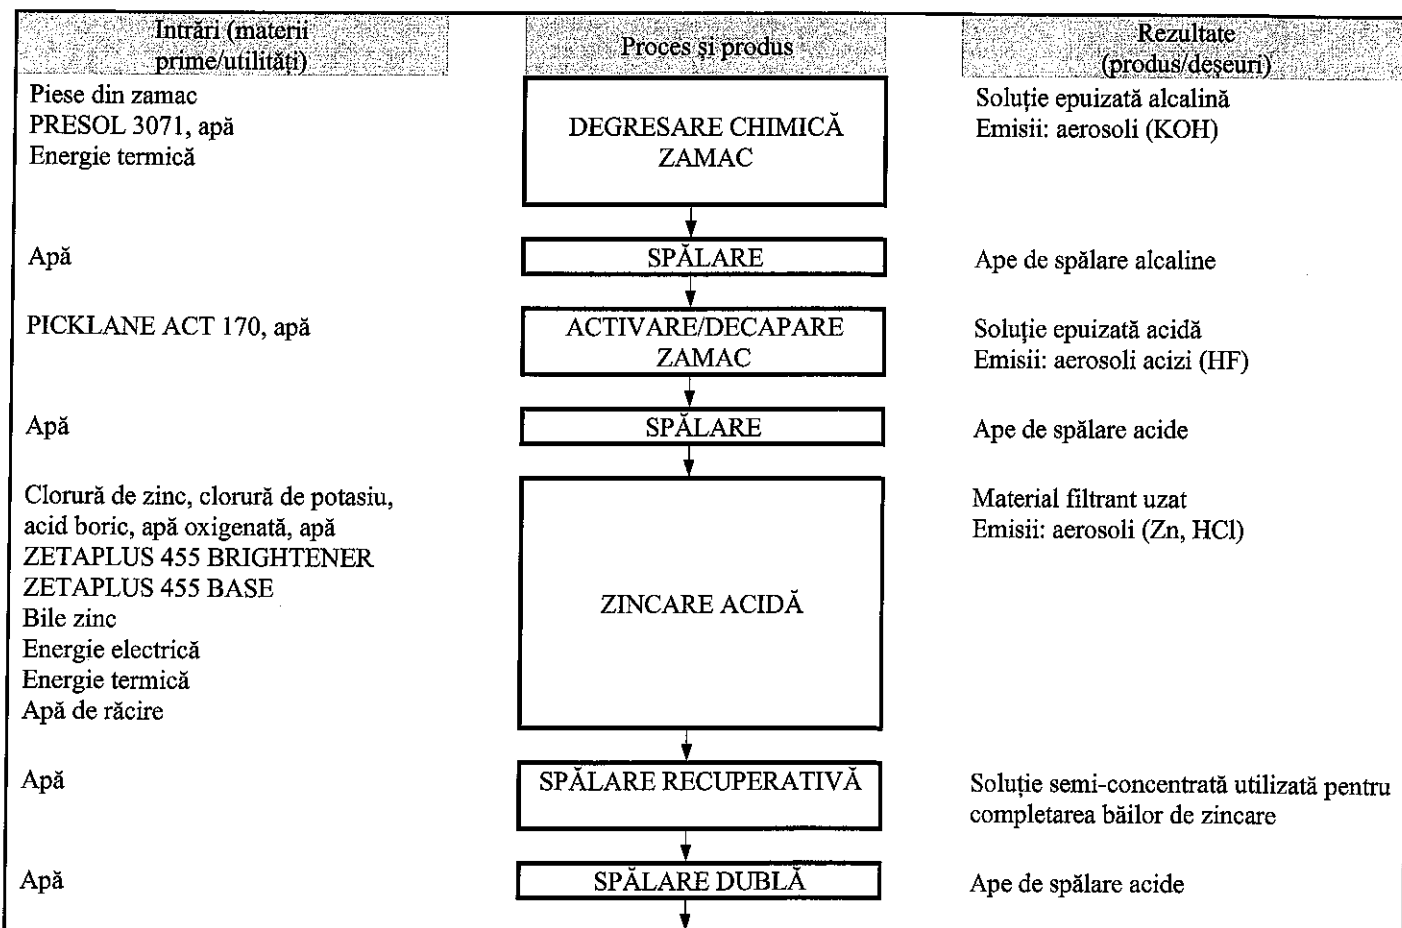 Intrări (materii
prime/utilități)
Proces și produs
Rezultate
(produs/deșeuri)
Piese din zamac
PRESOL 3071, apă
Energie termică
DEGRESARE CHIMICĂ
ZAMAC
Soluție epuizată alcalină
Emisii: aerosoli (KOH)
Apă
SPĂLARE
Ape de spălare alcaline
PICKLANE ACT 170, apă
ACTIVARE/DECAPARE
ZAMAC
Soluție epuizată acidă
Emisii: aerosoli acizi (HF)
Apă
SPĂLARE
Ape de spălare acide
Clorură de zinc, clorură de potasiu,
acid boric, apă oxigenată, apă
ZETAPLUS 455 BRIGHTENER
ZETAPLUS 455 BASE
Bile zinc
Energie electrică
Energie termică
Apă de răcire
ZINCARE ACIDĂ
Material filtrant uzat
Emisii: aerosoli (Zn, HCl)
Apă
SPĂLARE RECUPERATIVĂ
Soluție semi-concentrată utilizată pentru
completarea băilor de zincare
Apă
SPĂLARE DUBLĂ
Ape de spălare acide